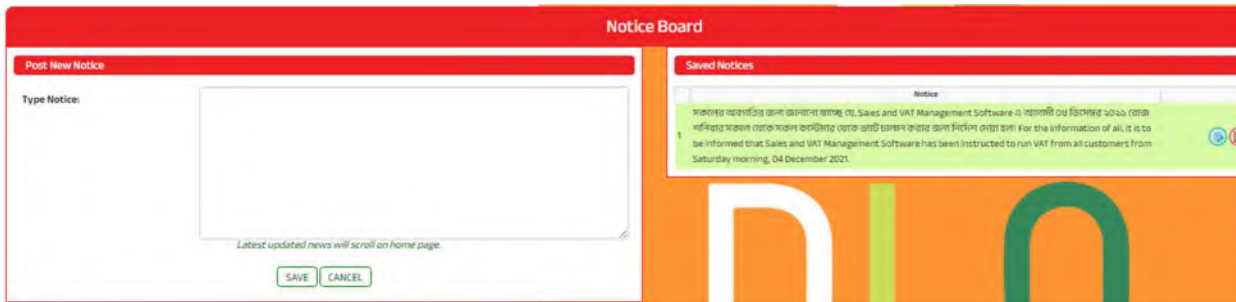 Notice Board
Post New Notice
Type Notice:
Latest updated news will scroll on home page.
SAVE
CANCEL
Saved Notices
Notice
1
সকলের অবগতির জন্য জানানো যাচ্ছে যে, Sales and VAT Management Software এ আগামী ০৪ ডিসেম্বর ২০২১ রোজ
শনিবার সকাল থেকে সকল কাস্টমার থেকে ভ্যাট চালান করার জন্য নির্দেশ দেয়া হল। For the information of all, it is to
be informed that Sales and VAT Management Software has been instructed to run VAT from all customers from
Saturday morning, 04 December 2021.